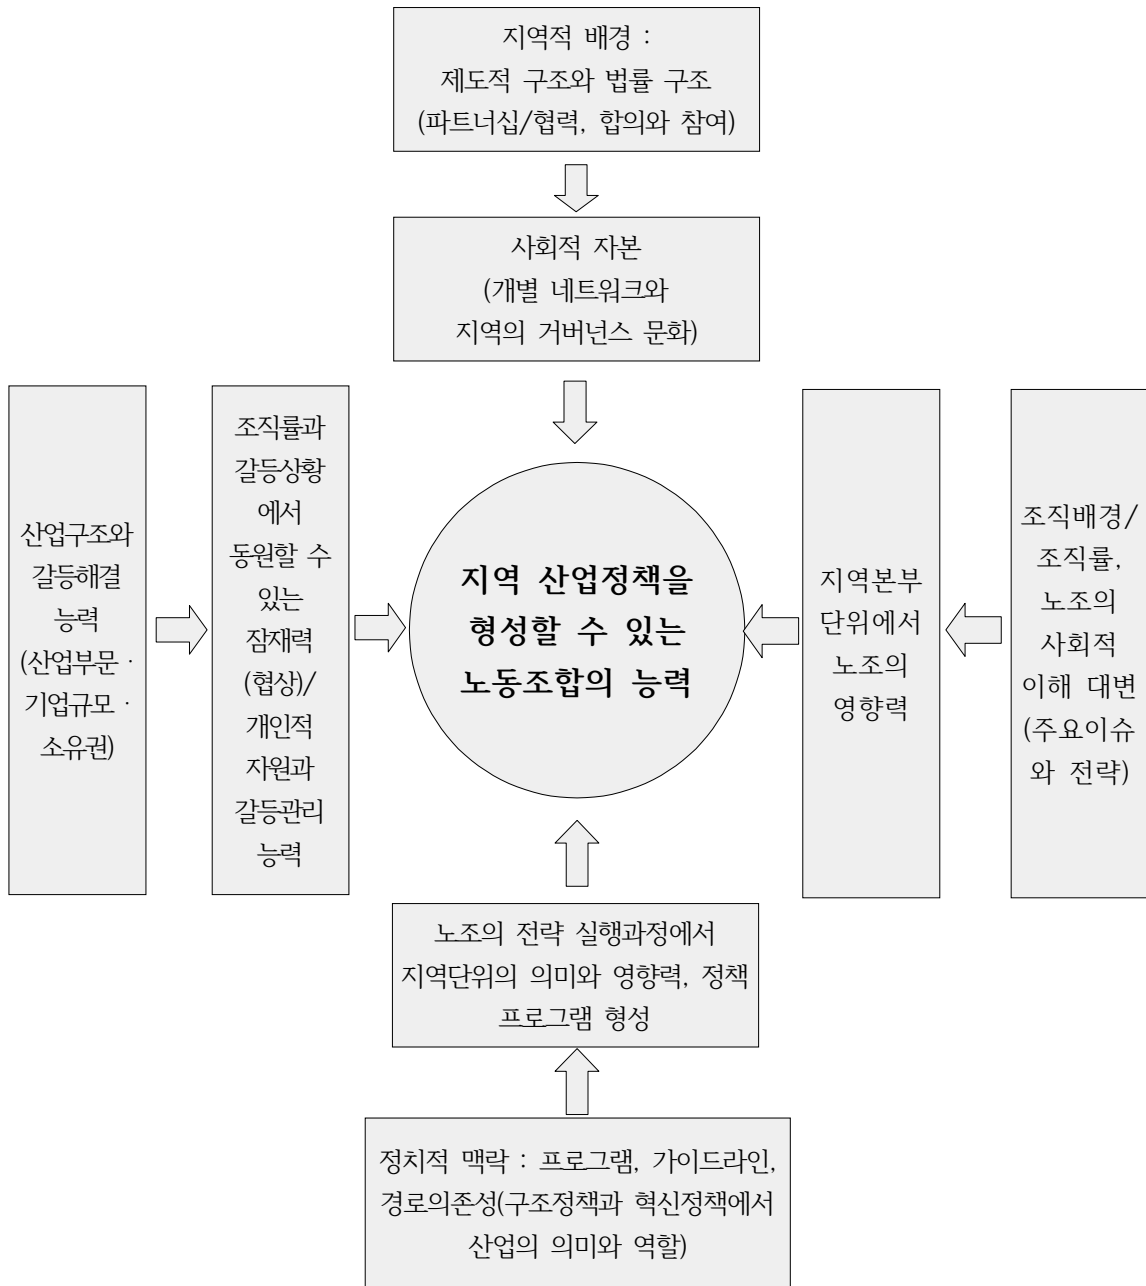 지역적 배경 :
제도적 구조와 법률 구조
(파트너십/협력, 합의와 참여)
사회적 자본
(개별 네트워크와
지역의 거버넌스 문화)
산업구조와
갈등해결
능력
(산업부문 ·
기업규모 ·
소유권)
조직률과
갈등상황
에서
동원할 수
있는
잠재력
(협상)/
개인적
자원과
갈등관리
능력
지역 산업정책을
형성할 수 있는
노동조합의 능력
지역본부
단위에서
노조의
영향력
조직배경/
조직률,
노조의
사회적
이해 대변
(주요이슈
와 전략)
노조의 전략 실행과정에서
지역단위의 의미와 영향력, 정책
프로그램 형성
정치적 맥락 : 프로그램, 가이드라인,
경로의존성(구조정책과 혁신정책에서
산업의 의미와 역할)